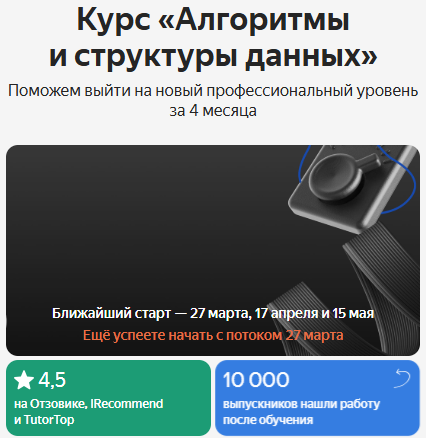 Курс «Алгоритмы
и структуры данных»
Поможем выйти на новый профессиональный уровень
за 4 месяца
Ближайший старт — 27 марта, 17 апреля и 15 мая
Ещё успеете начать с потоком 27 марта
4,5
на Отзовике, IRecommend
и TutorTop
10 000
выпускников нашли работу
после обучения